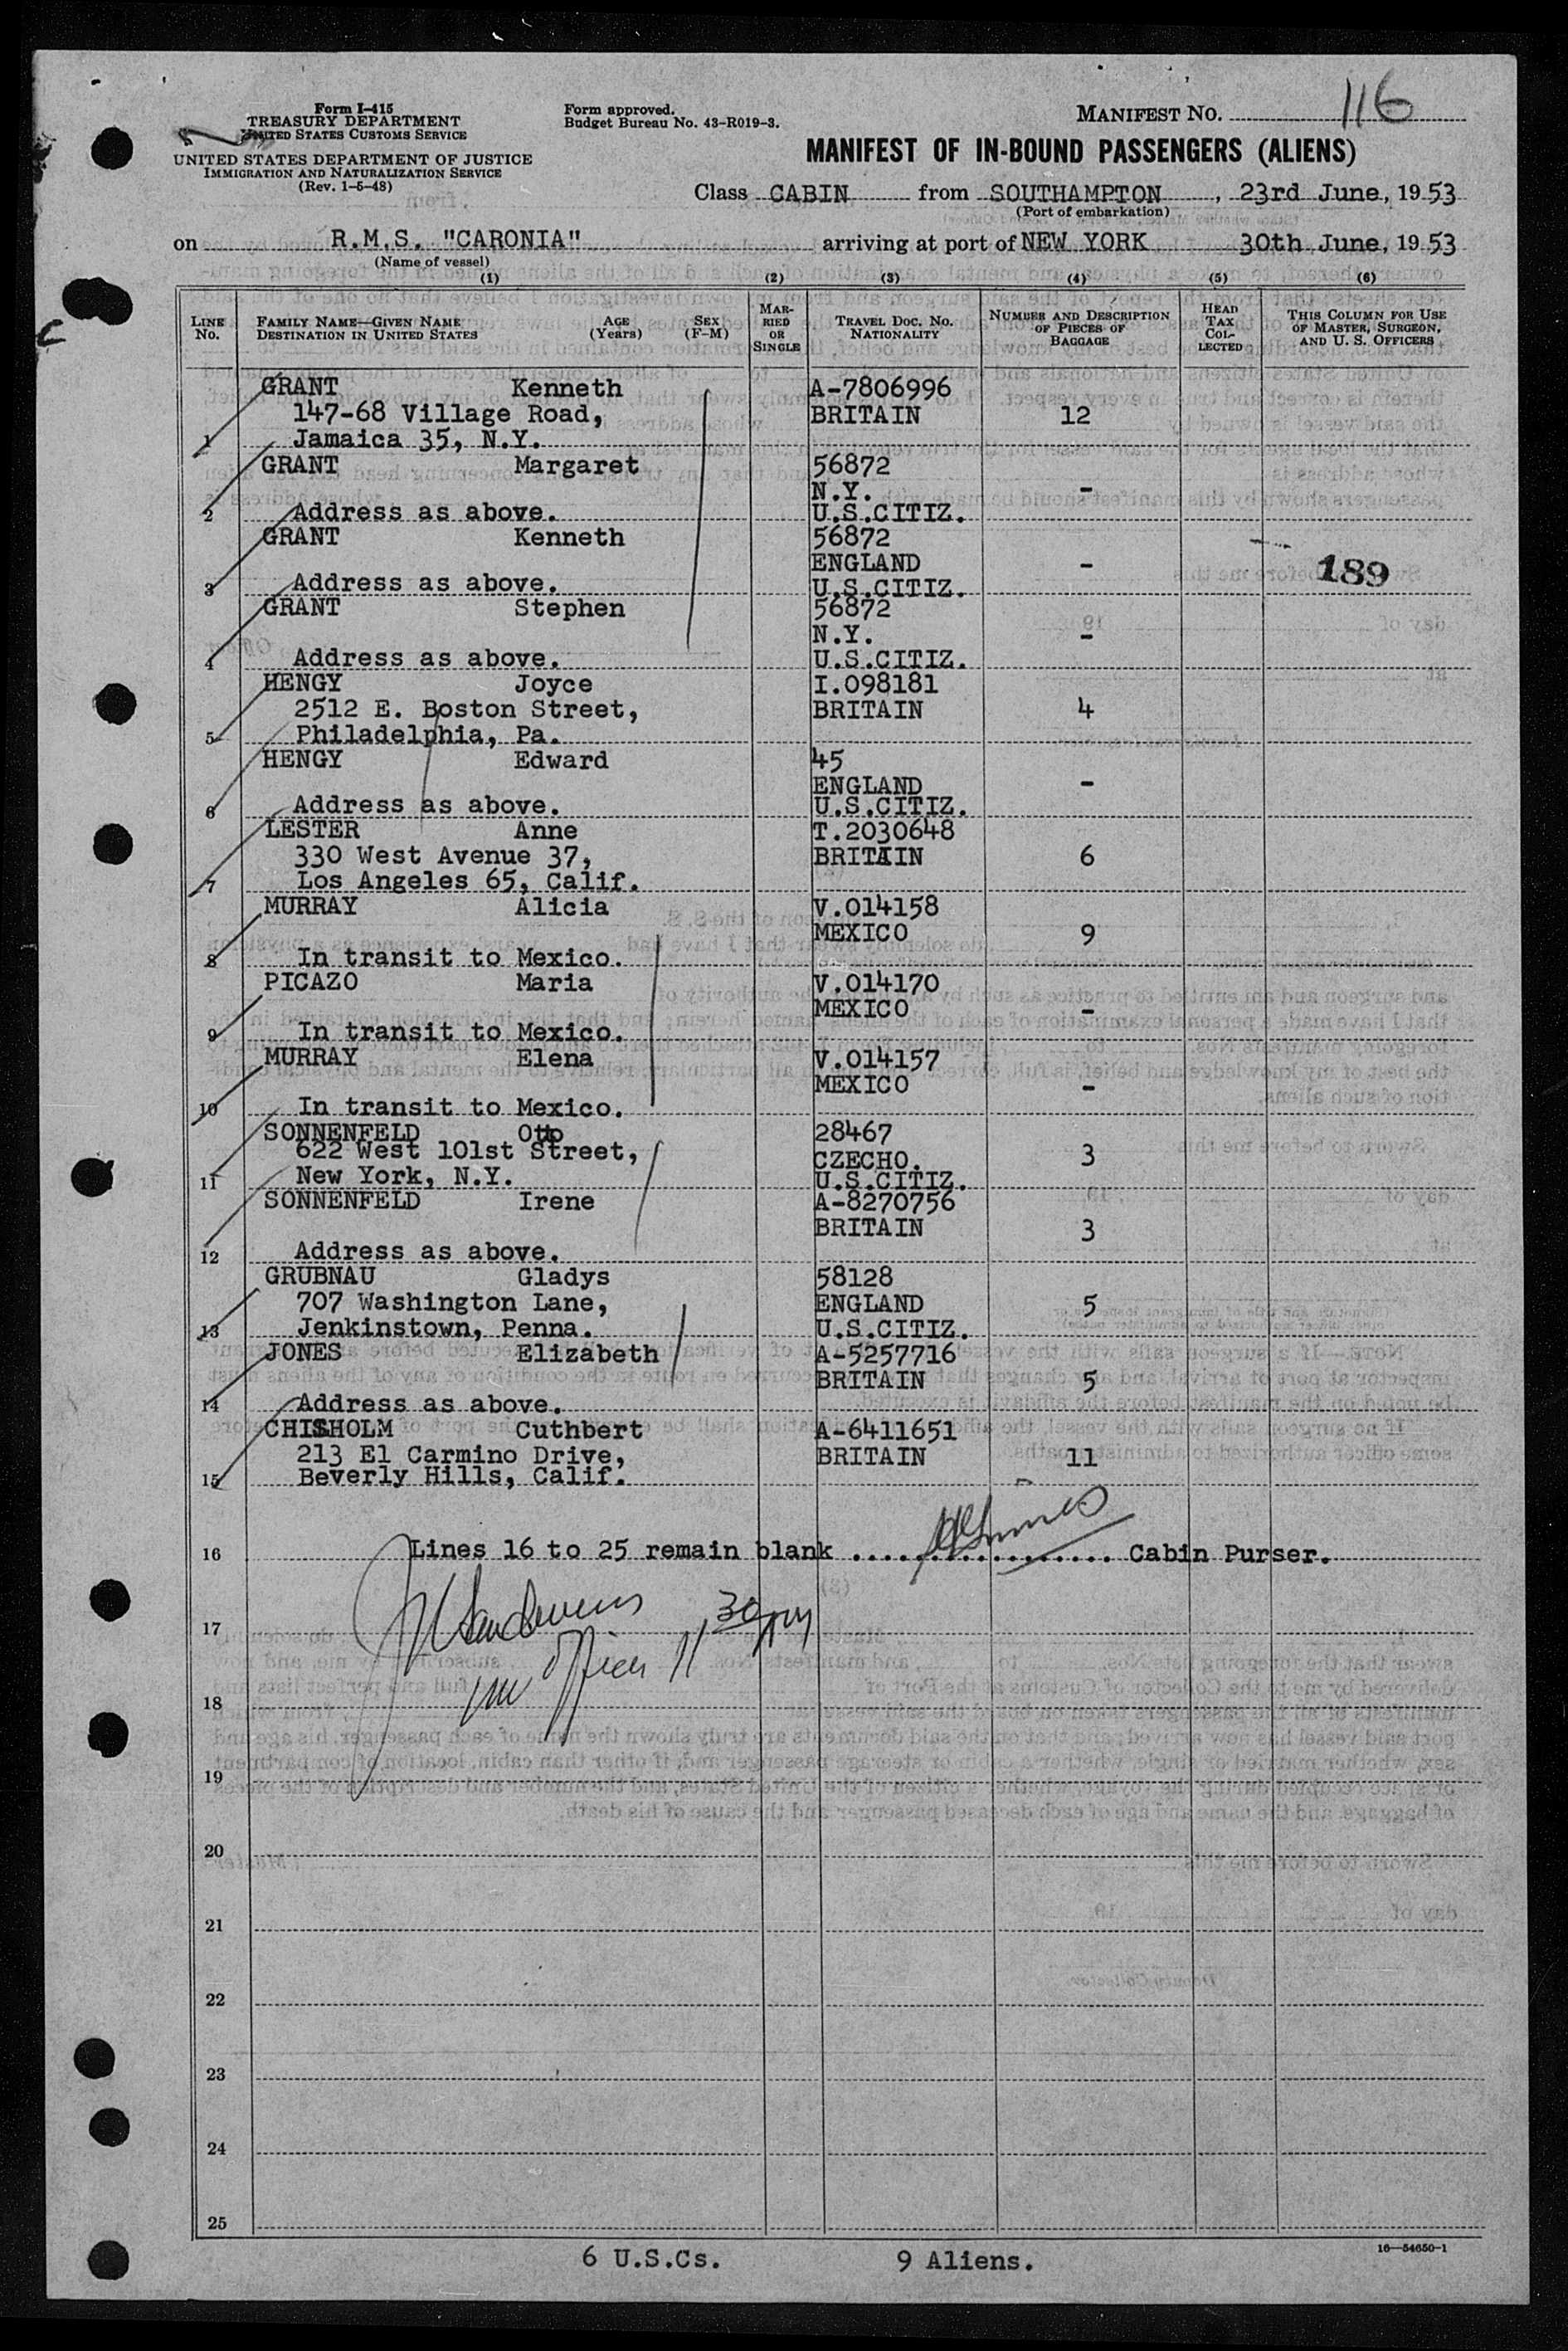 Form I-415
TREASURY DEPARTMENT
UNITED STATES CUSTOMS SERVICE
UNITED STATES DEPARTMENT OF JUSTICE
IMMIGRATION AND NATURALIZATION SERVICE
(Rev. 1-5-48)
Form approved.
Budget Bureau No. 43-R019-3.
MANIFEST NO. 116
MANIFEST OF IN-BOUND PASSENGERS (ALIENS)
Class CABIN from SOUTHAMPTON, 23rd June, 1953
(Port of embarkation)
on R.M.S. "CARONIA" arriving at port of NEW YORK 30th June, 1953
(Name of vessel)
(1) (2) (3) (4) (5) (6)
LINE NO. FAMILY NAME—GIVEN NAME DESTINATION IN UNITED STATES AGE (Years) SEX (F-M) MARRIED OR SINGLE TRAVEL DOC. NO. NATIONALITY NUMBER AND DESCRIPTION OF PIECES OF BAGGAGE HEAD TAX COLLECTED THIS COLUMN FOR USE OF MASTER, SURGEON, AND U. S. OFFICERS
GRANT Kenneth A-7806996
147-68 Village Road, BRITAIN 12
1 Jamaica 35, N.Y.
GRANT Margaret 56872
N.Y. -
2 Address as above. U.S.CITIZ.
GRANT Kenneth 56872
ENGLAND - 189
3 Address as above. U.S.CITIZ.
GRANT Stephen 56872
N.Y. -
4 Address as above. U.S.CITIZ.
HENGY Joyce I.098181
2512 E. Boston Street, BRITAIN 4
5 Philadelphia, Pa.
HENGY Edward 45
ENGLAND -
6 Address as above. U.S.CITIZ.
LESTER Anne T.2030648
330 West Avenue 37, BRITAIN 6
7 Los Angeles 65, Calif.
MURRAY Alicia V.014158
MEXICO 9
8 In transit to Mexico.
PICAZO Maria V.014170
MEXICO -
9 In transit to Mexico.
MURRAY Elena V.014157
MEXICO -
10 In transit to Mexico.
SONNENFELD Otto 28467
622 West 101st Street, CZECHO. 3
11 New York, N.Y. U.S.CITIZ.
SONNENFELD Irene A-8270756
BRITAIN 3
12 Address as above.
GRUBNAU Gladys 58128
707 Washington Lane, ENGLAND 5
13 Jenkinstown, Penna. U.S.CITIZ.
JONES Elizabeth A-5257716
BRITAIN 5
14 Address as above.
CHISHOLM Cuthbert A-6411651
213 El Carmino Drive, BRITAIN 11
15 Beverly Hills, Calif.
16 Lines 16 to 25 remain blank .................. Cabin Purser.
17 30
officer 11
18
19
20
21
22
23
24
25
6 U.S.Cs. 9 Aliens.
16—54650-1